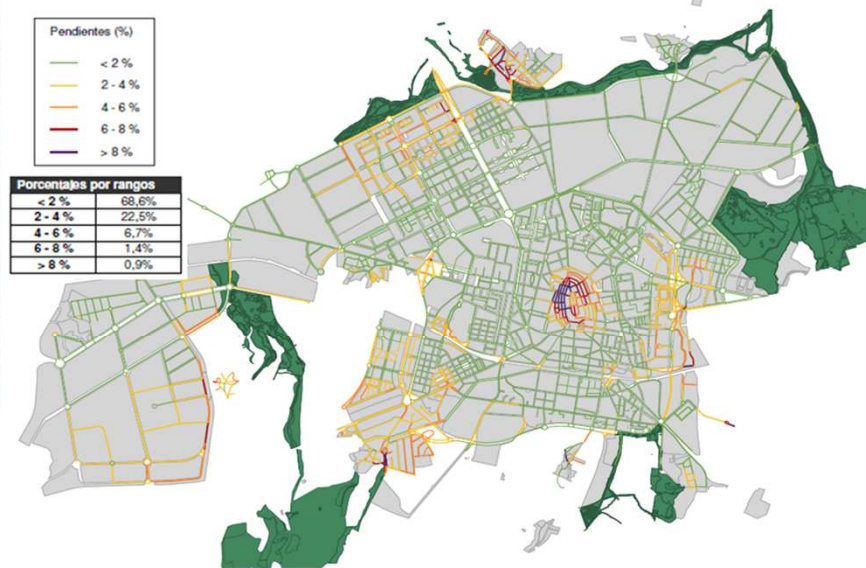 Pendientes (%)
< 2 %
2 - 4 %
4 - 6 %
6 - 8 %
> 8 %
Porcentajes por rangos
< 2 % 68,6%
2 - 4 % 22,5%
4 - 6 % 6,7%
6 - 8 % 1,4%
> 8 % 0,9%